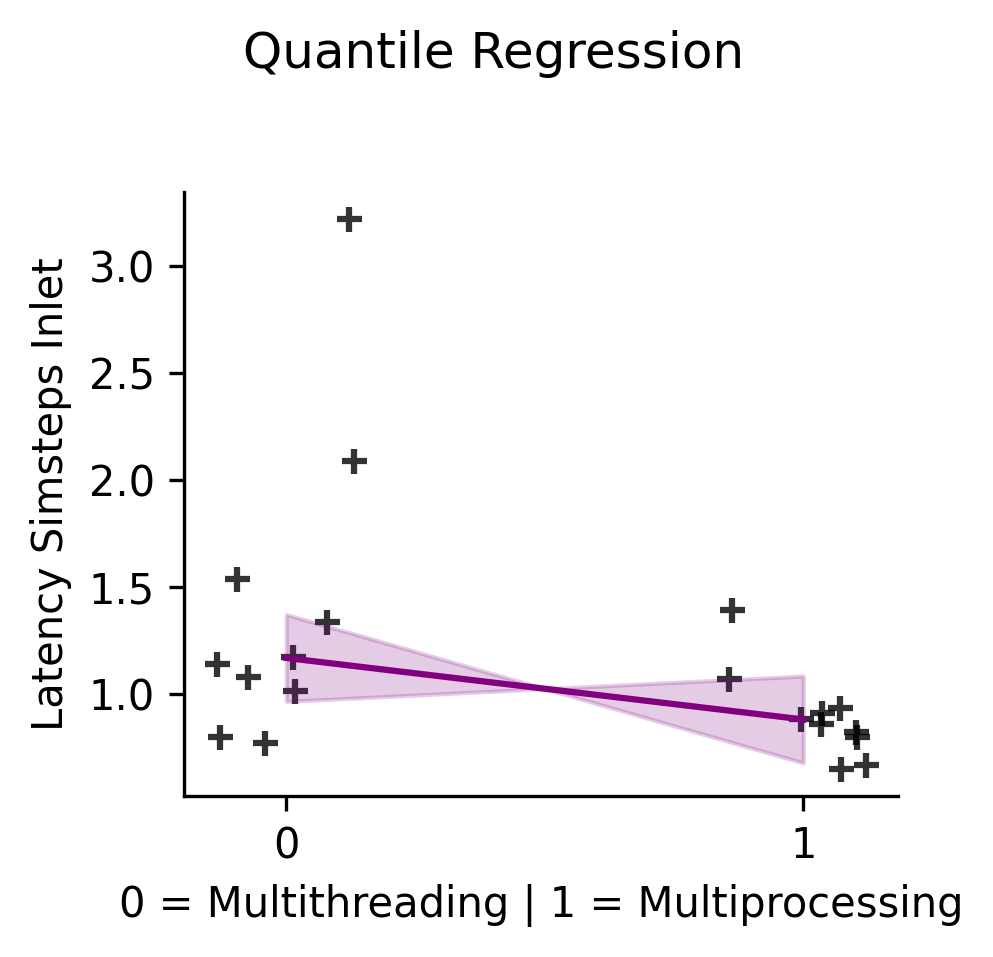 Quantile Regression
Latency Simsteps Inlet
3.0
2.5
2.0
1.5
1.0
0 1
0 = Multithreading | 1 = Multiprocessing